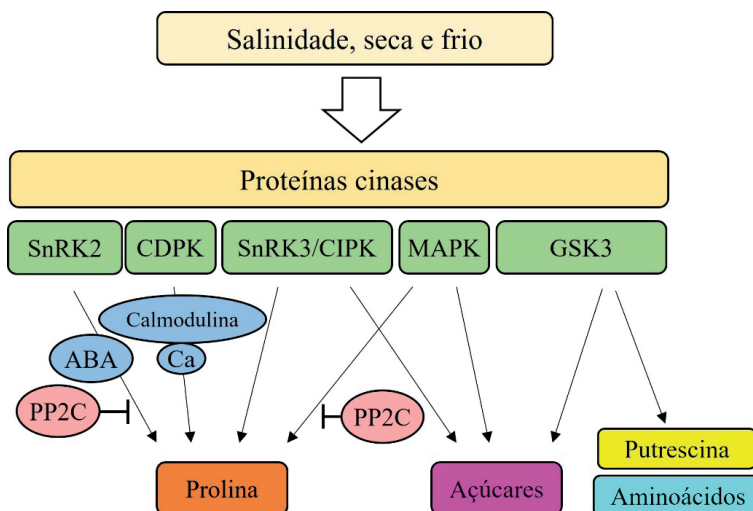 Salinidade, seca e frio
Proteínas cinases
SnRK2
CDPK
SnRK3/CIPK
MAPK
GSK3
Calmodulina
Ca
ABA
PP2C
PP2C
Prolina
Açúcares
Putrescina
Aminoácidos